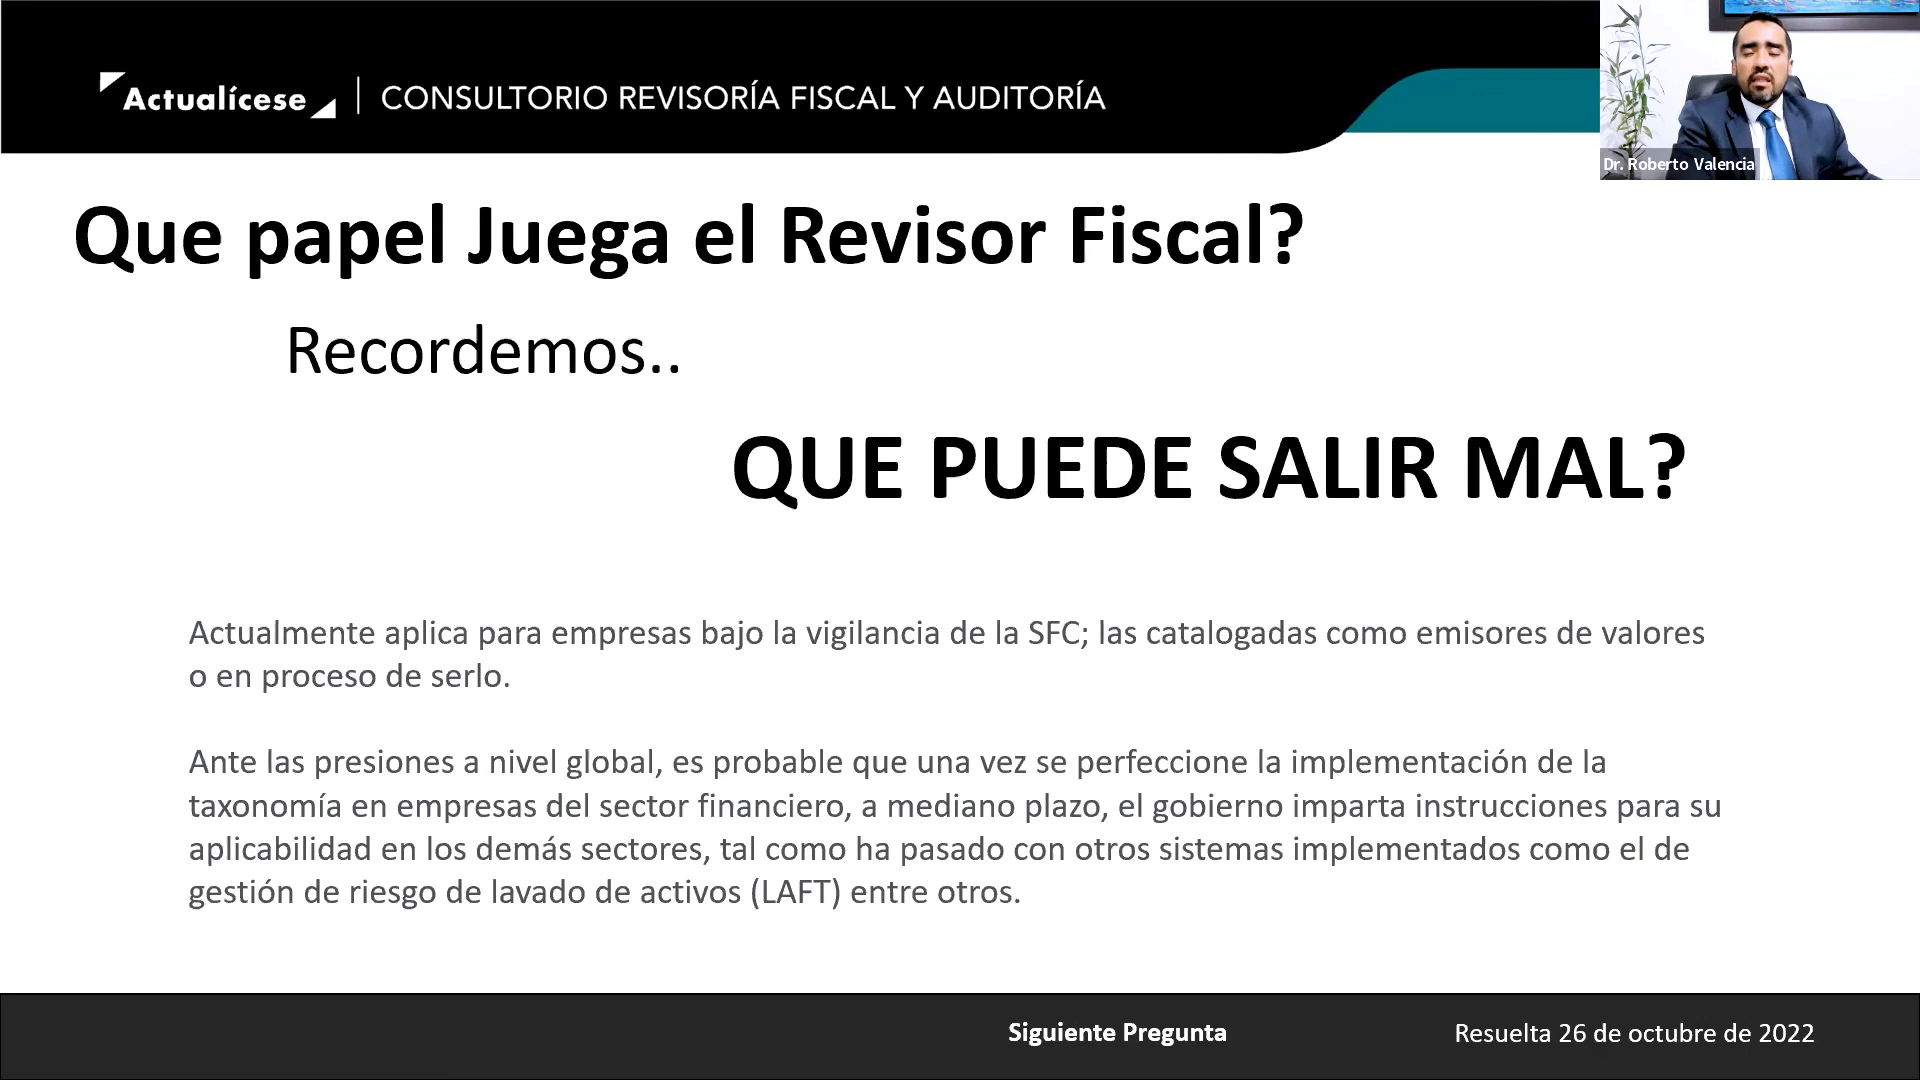 Actualícese | CONSULTORIO REVISORÍA FISCAL Y AUDITORÍA
Dr. Roberto Valencia
Que papel Juega el Revisor Fiscal?
Recordemos..
QUE PUEDE SALIR MAL?
Actualmente aplica para empresas bajo la vigilancia de la SFC; las catalogadas como emisores de valores
o en proceso de serlo.
Ante las presiones a nivel global, es probable que una vez se perfeccione la implementación de la
taxonomía en empresas del sector financiero, a mediano plazo, el gobierno imparta instrucciones para su
aplicabilidad en los demás sectores, tal como ha pasado con otros sistemas implementados como el de
gestión de riesgo de lavado de activos (LAFT) entre otros.
Siguiente Pregunta
Resuelta 26 de octubre de 2022